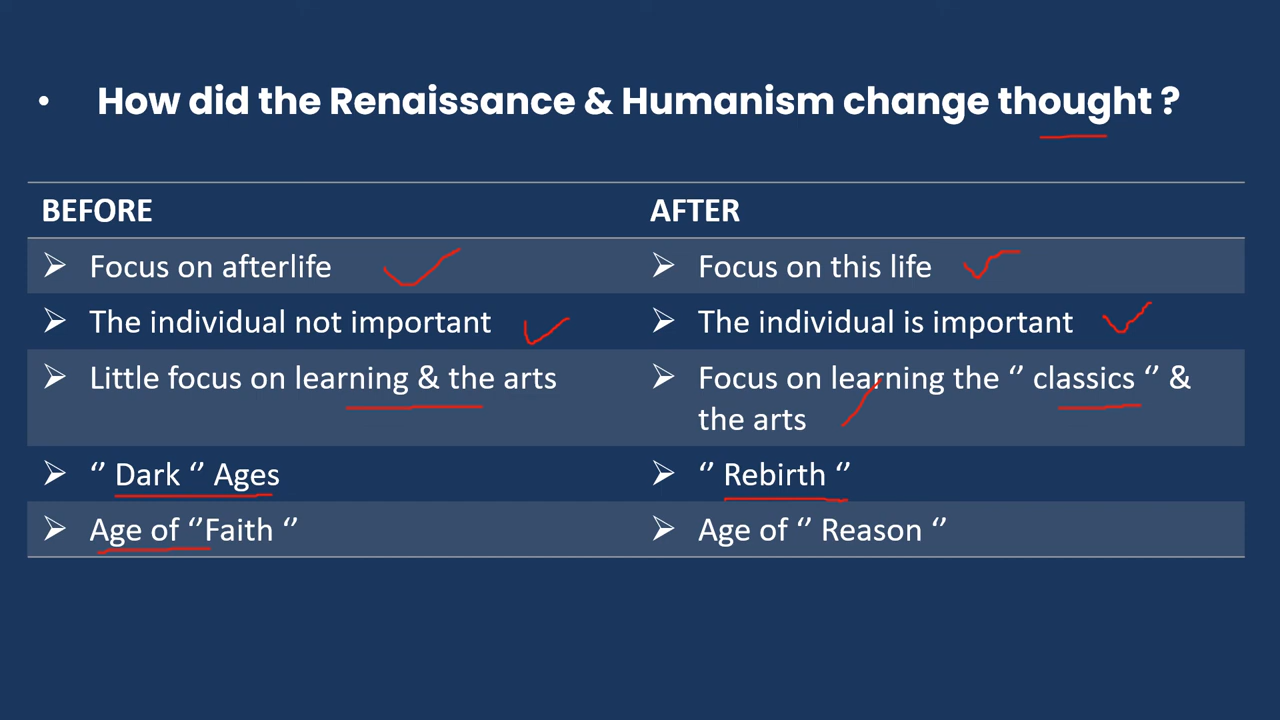 • How did the Renaissance & Humanism change thought ?
BEFORE
AFTER
➢ Focus on afterlife
➢ Focus on this life
➢ The individual not important
➢ The individual is important
➢ Little focus on learning & the arts
➢ Focus on learning the ‘’ classics ‘’ &
the arts
➢ ‘’ Dark ‘’ Ages
➢ ‘’ Rebirth ‘’
➢ Age of ‘’Faith ‘’
➢ Age of ‘’ Reason ‘’